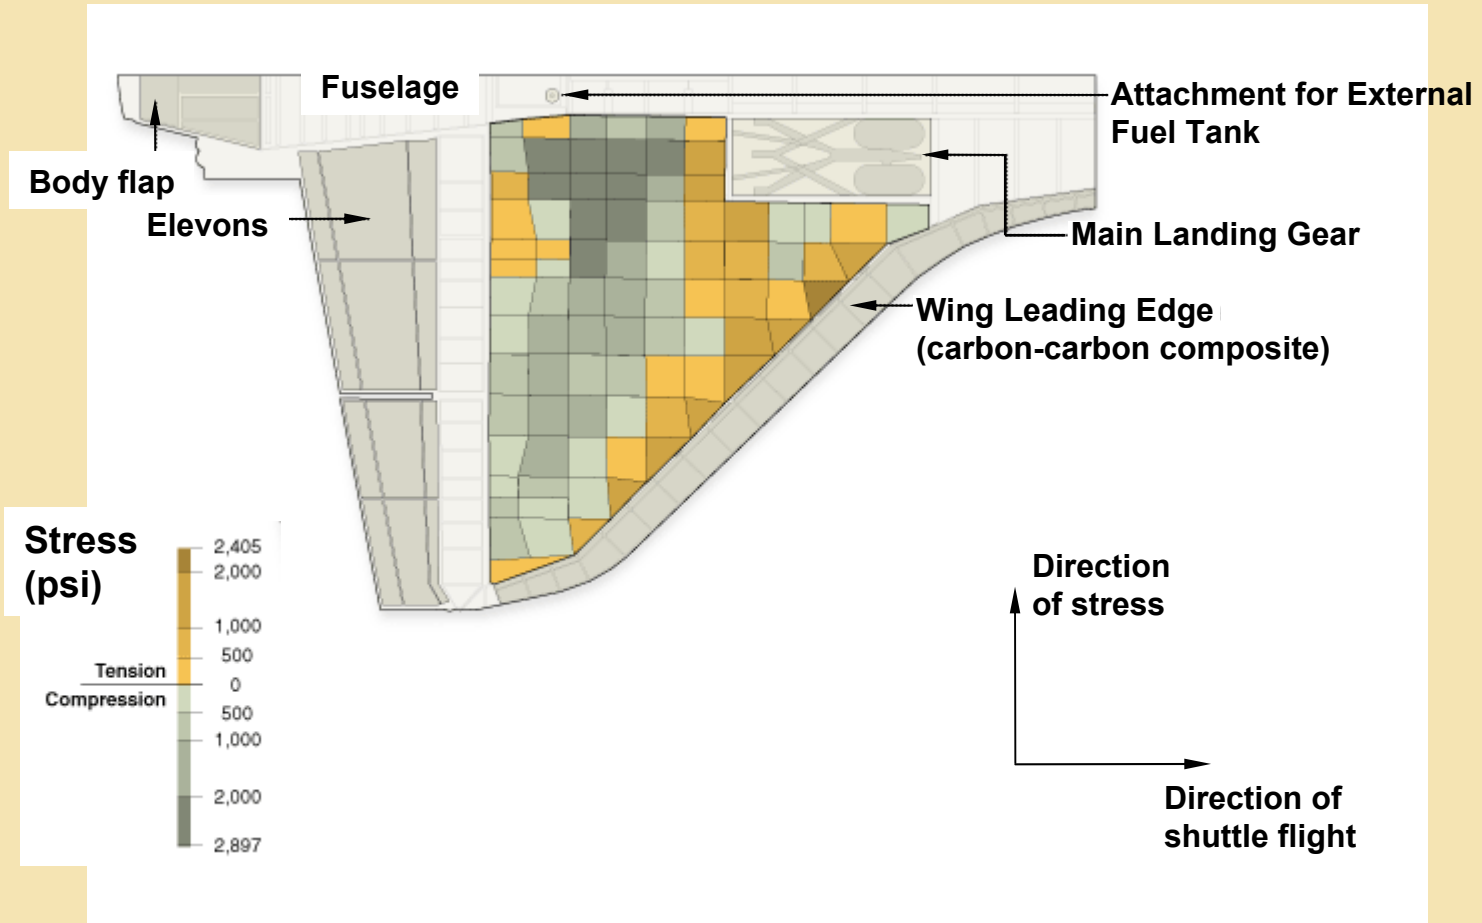 Fuselage
Attachment for External
Fuel Tank
Body flap
Elevons
Main Landing Gear
Wing Leading Edge
(carbon-carbon composite)
Stress
(psi)
2,405
2,000
1,000
500
Tension
0
Compression
500
1,000
2,000
2,897
Direction
of stress
Direction of
shuttle flight